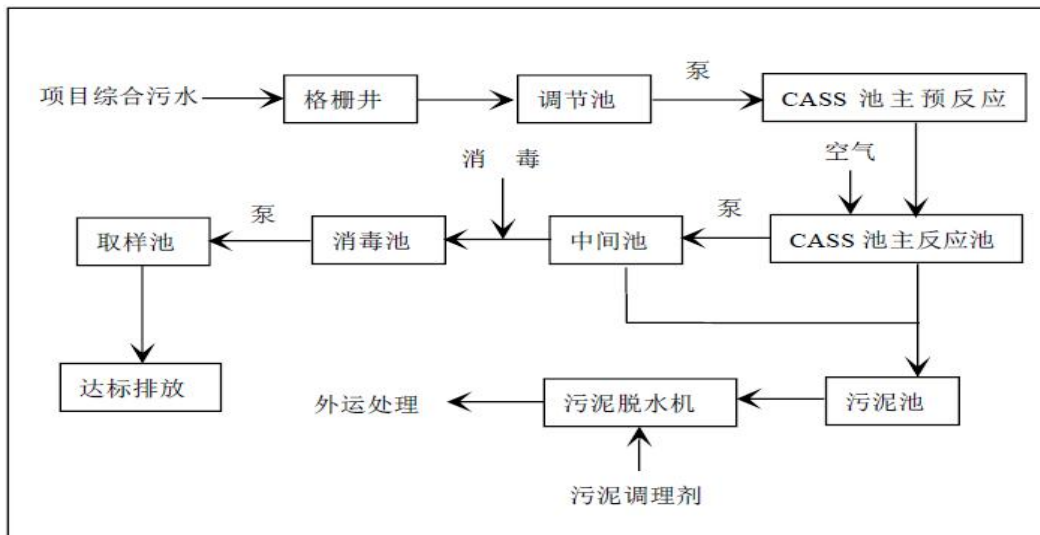 泵
项目综合污水
格栅井
调节池
CASS 池主预反应
消 毒
空气
泵
泵
取样池
消毒池
中间池
CASS 池主反应池
达标排放
外运处理
污泥脱水机
污泥池
污泥调理剂